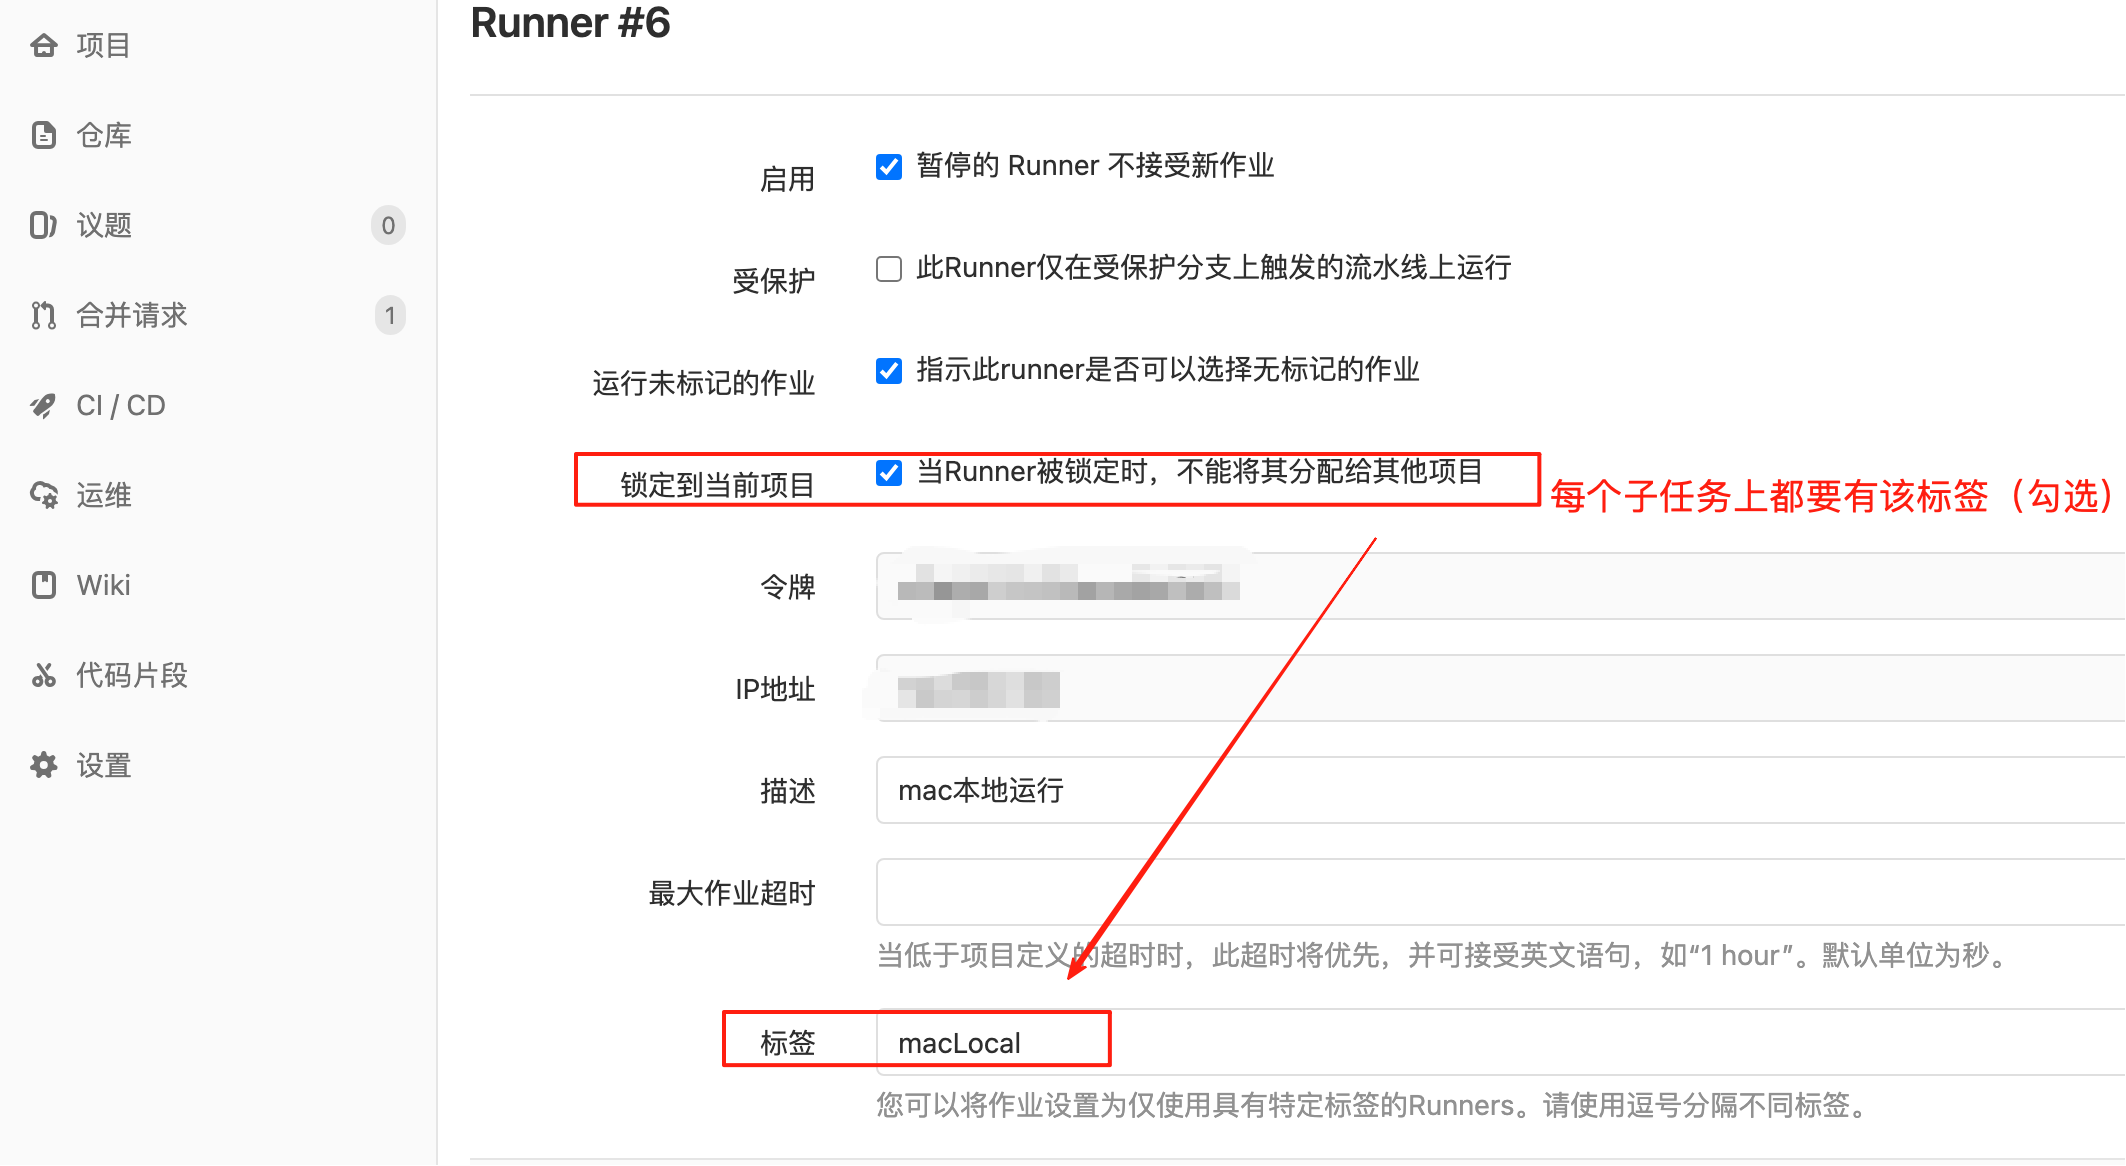 项目
仓库
议题 0
合并请求 1
CI / CD
运维
Wiki
代码片段
设置
Runner #6
启用 暂停的 Runner 不接受新作业
受保护 此Runner仅在受保护分支上触发的流水线上运行
运行未标记的作业 指示此runner是否可以选择无标记的作业
锁定到当前项目 当Runner被锁定时，不能将其分配给其他项目
每个子任务上都要有该标签（勾选）
令牌
IP地址
描述 mac本地运行
最大作业超时
当低于项目定义的超时时，此超时将优先，并可接受英文语句，如“1 hour”。默认单位为秒。
标签 macLocal
您可以将作业设置为仅使用具有特定标签的Runners。请使用逗号分隔不同标签。